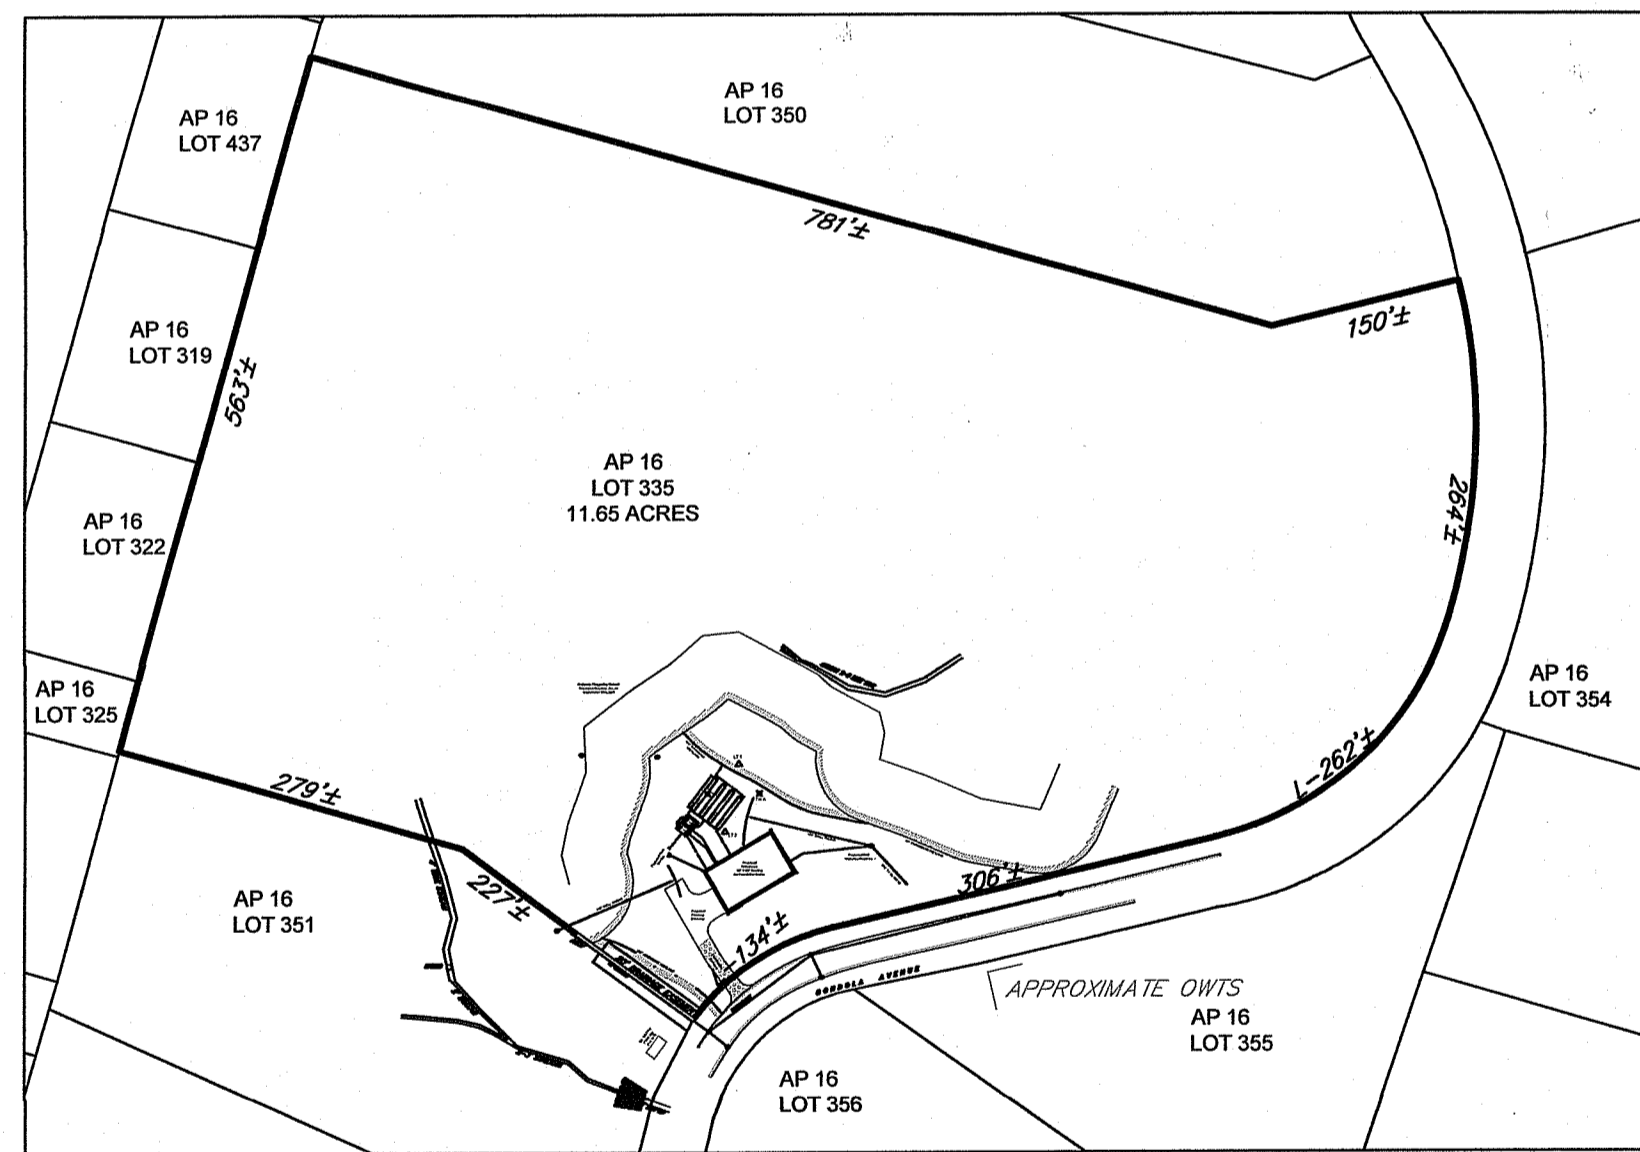 AP 16
LOT 350
AP 16
LOT 437
781'±
150'±
AP 16
LOT 319
563'±
AP 16
LOT 335
11.65 ACRES
264'±
AP 16
LOT 322
AP 16
LOT 325
AP 16
LOT 354
L-262'±
279'±
227'±
306'±
AP 16
LOT 351
-134'±
GONDOLA AVENUE
APPROXIMATE OWTS
AP 16
LOT 355
AP 16
LOT 356